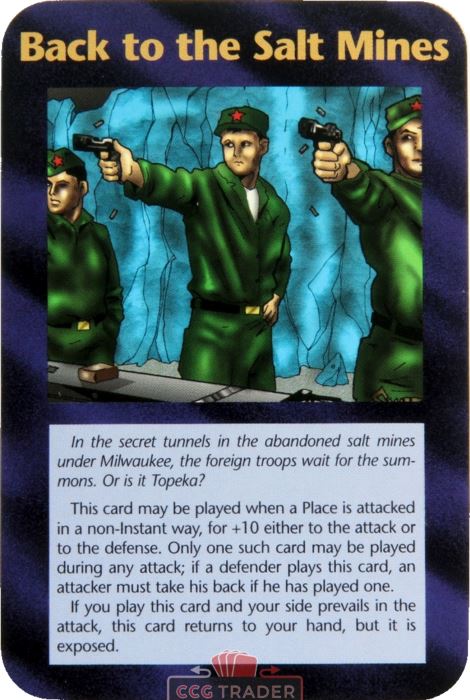 Back to the Salt Mines
In the secret tunnels in the abandoned salt mines
under Milwaukee, the foreign troops wait for the sum-
mons. Or is it Topeka?
This card may be played when a Place is attacked
in a non-Instant way, for +10 either to the attack or
to the defense. Only one such card may be played
during any attack; if a defender plays this card, an
attacker must take his back if he has played one.
If you play this card and your side prevails in the
attack, this card returns to your hand, but it is
exposed.
CCG TRADER